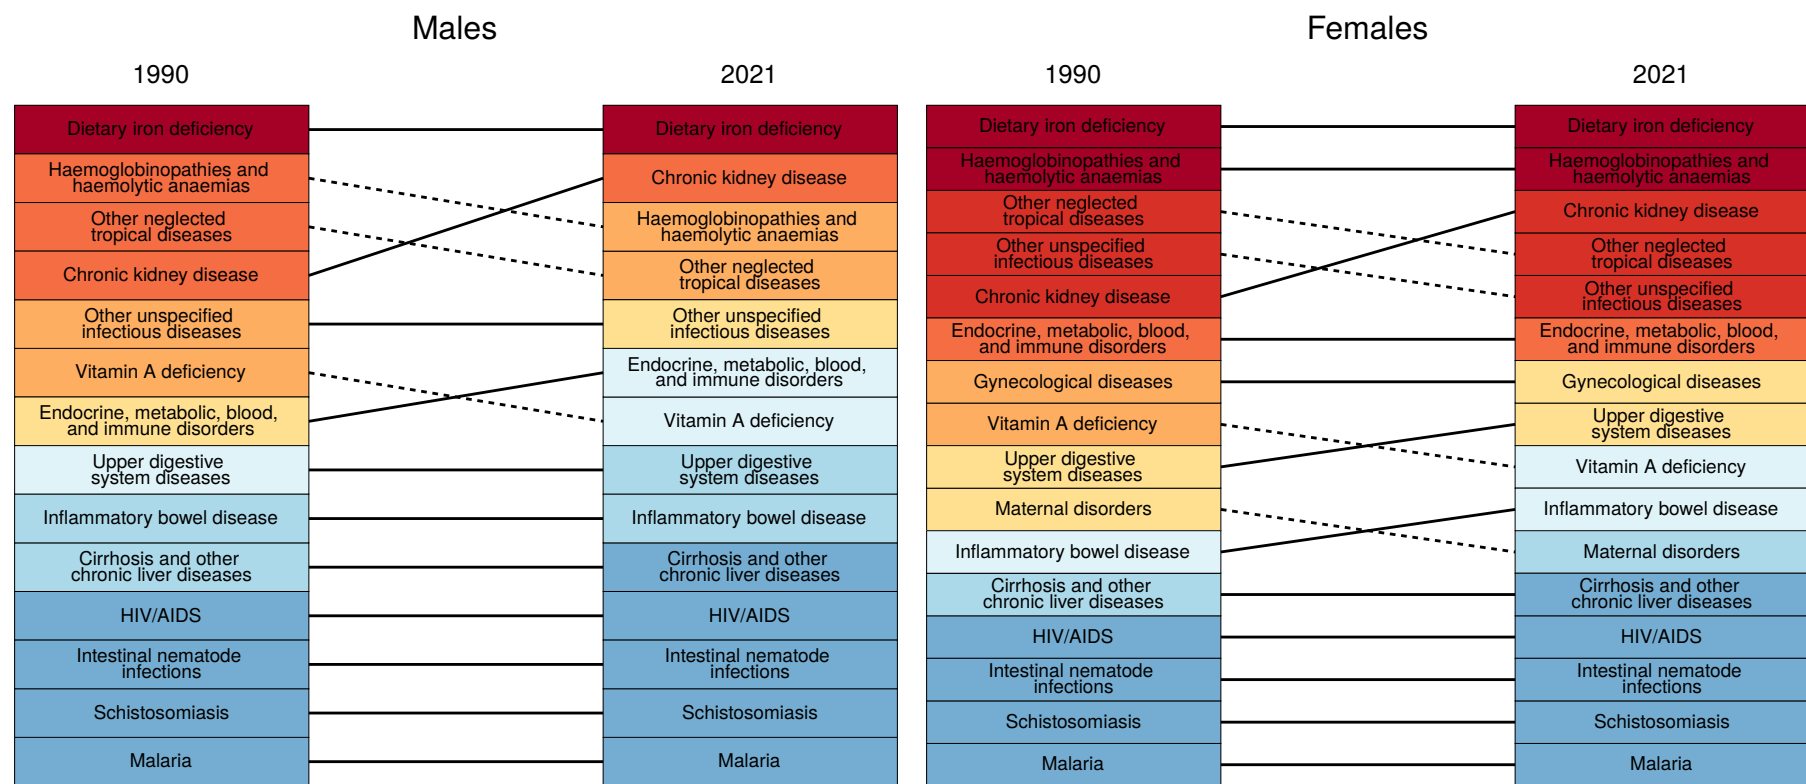 Males
1990
2021
Dietary iron deficiency
Haemoglobinopathies and
haemolytic anaemias
Other neglected
tropical diseases
Chronic kidney disease
Other unspecified
infectious diseases
Vitamin A deficiency
Endocrine, metabolic, blood,
and immune disorders
Upper digestive
system diseases
Inflammatory bowel disease
Cirrhosis and other
chronic liver diseases
HIV/AIDS
Intestinal nematode
infections
Schistosomiasis
Malaria
Dietary iron deficiency
Chronic kidney disease
Haemoglobinopathies and
haemolytic anaemias
Other neglected
tropical diseases
Other unspecified
infectious diseases
Endocrine, metabolic, blood,
and immune disorders
Vitamin A deficiency
Upper digestive
system diseases
Inflammatory bowel disease
Cirrhosis and other
chronic liver diseases
HIV/AIDS
Intestinal nematode
infections
Schistosomiasis
Malaria
Females
1990
2021
Dietary iron deficiency
Haemoglobinopathies and
haemolytic anaemias
Other neglected
tropical diseases
Other unspecified
infectious diseases
Chronic kidney disease
Endocrine, metabolic, blood,
and immune disorders
Gynecological diseases
Vitamin A deficiency
Upper digestive
system diseases
Maternal disorders
Inflammatory bowel disease
Cirrhosis and other
chronic liver diseases
HIV/AIDS
Intestinal nematode
infections
Schistosomiasis
Malaria
Dietary iron deficiency
Haemoglobinopathies and
haemolytic anaemias
Chronic kidney disease
Other neglected
tropical diseases
Other unspecified
infectious diseases
Endocrine, metabolic, blood,
and immune disorders
Gynecological diseases
Upper digestive
system diseases
Vitamin A deficiency
Inflammatory bowel disease
Maternal disorders
Cirrhosis and other
chronic liver diseases
HIV/AIDS
Intestinal nematode
infections
Schistosomiasis
Malaria